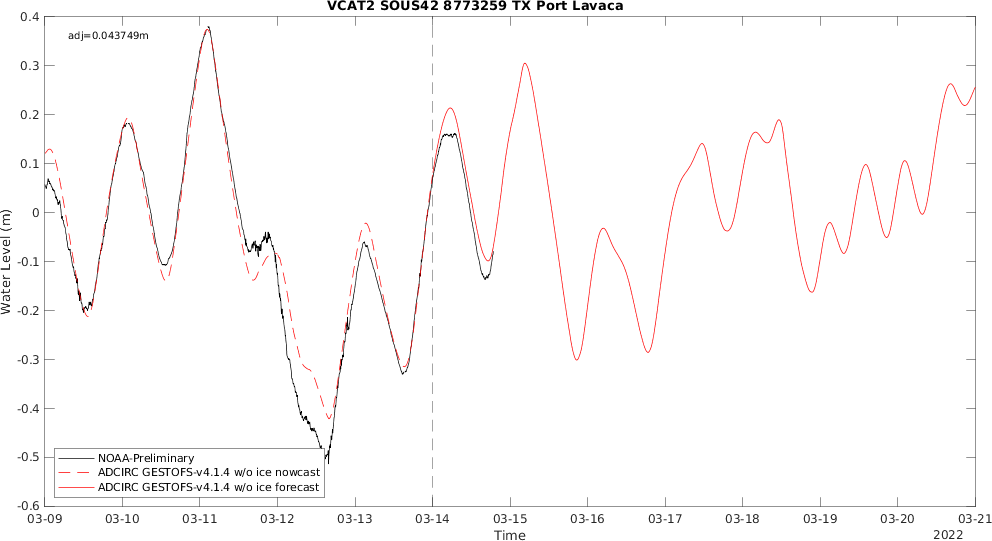 VCAT2 SOUS42 8773259 TX Port Lavaca
adj=0.043749m
0.4
0.3
0.2
0.1
0
-0.1
-0.2
-0.3
-0.4
-0.5
-0.6
Water Level (m)
NOAA-Preliminary
ADCIRC GESTOFS-v4.1.4 w/o ice nowcast
ADCIRC GESTOFS-v4.1.4 w/o ice forecast
03-09 03-10 03-11 03-12 03-13 03-14 03-15 03-16 03-17 03-18 03-19 03-20 03-21
Time
2022